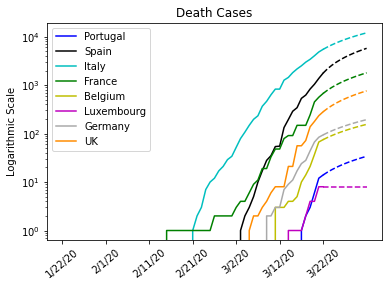 Death Cases
Logarithmic Scale
10⁴
10³
10²
10¹
10⁰
Portugal
Spain
Italy
France
Belgium
Luxembourg
Germany
UK
1/22/20
2/1/20
2/11/20
2/21/20
3/2/20
3/12/20
3/22/20